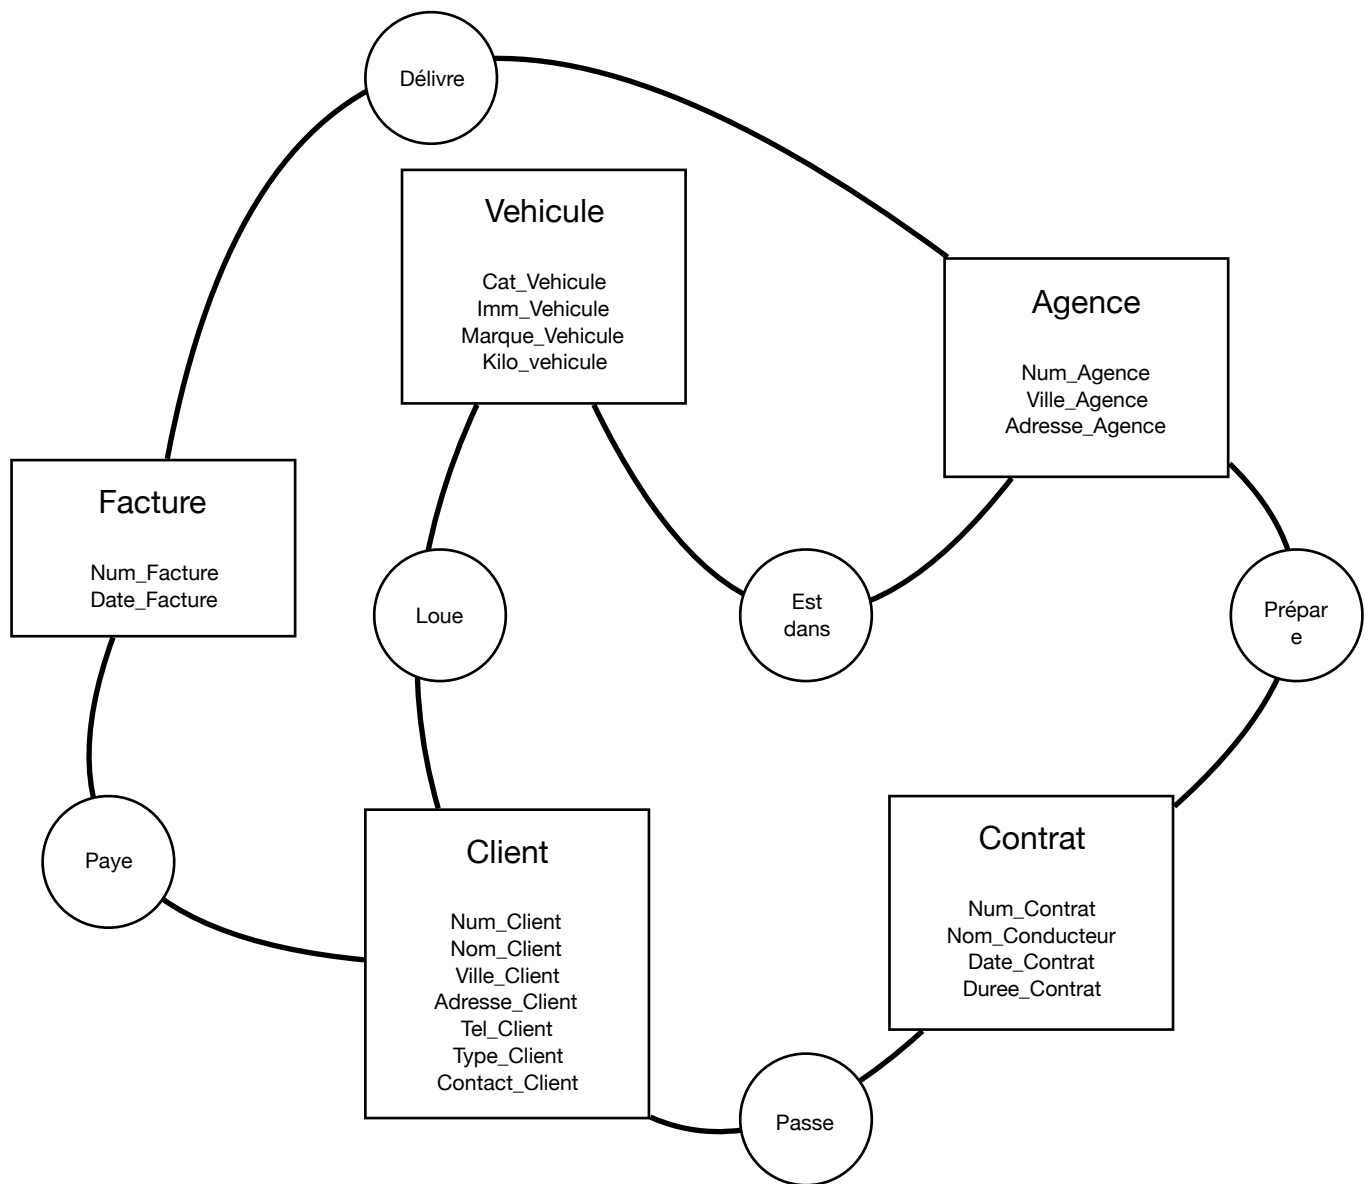 Délivre
Vehicule
Cat_Vehicule
Imm_Vehicule
Marque_Vehicule
Kilo_vehicule
Agence
Num_Agence
Ville_Agence
Adresse_Agence
Facture
Num_Facture
Date_Facture
Loue
Est
dans
Prépar
e
Paye
Client
Num_Client
Nom_Client
Ville_Client
Adresse_Client
Tel_Client
Type_Client
Contact_Client
Contrat
Num_Contrat
Nom_Conducteur
Date_Contrat
Duree_Contrat
Passe